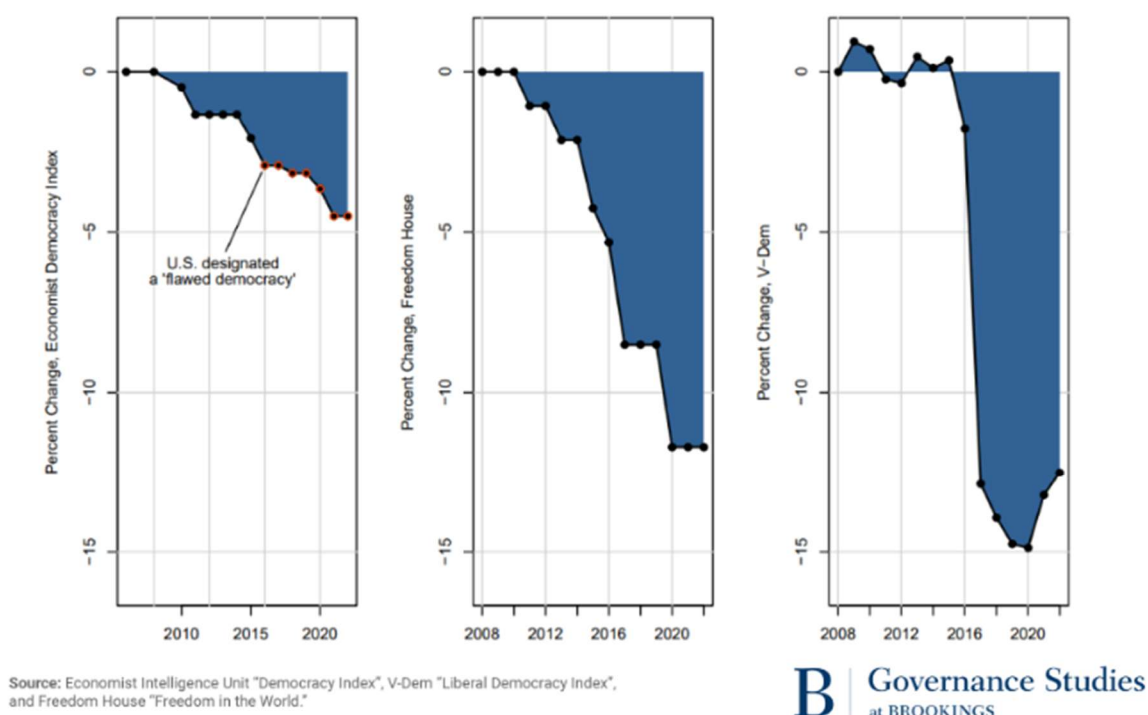 Percent Change, Economist Democracy Index
0
−5
−10
−15
U.S. designated
a 'flawed democracy'
2010 2015 2020
Percent Change, Freedom House
0
−5
−10
−15
2008 2012 2016 2020
Percent Change, V−Dem
0
−5
−10
−15
2008 2012 2016 2020
Source: Economist Intelligence Unit “Democracy Index”, V-Dem “Liberal Democracy Index”,
and Freedom House “Freedom in the World.”
B
Governance Studies
at BROOKINGS